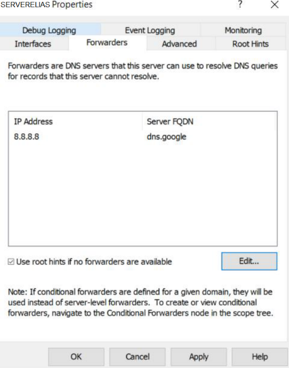 SERVERELIAS Properties
?
Debug Logging Event Logging Monitoring
Interfaces Forwarders Advanced Root Hints
Forwarders are DNS servers that this server can use to resolve DNS queries
for records that this server cannot resolve.
IP Address Server FQDN
8.8.8.8 dns.google
Use root hints if no forwarders are available Edit...
Note: If conditional forwarders are defined for a given domain, they will be
used instead of server-level forwarders. To create or view conditional
forwarders, navigate to the Conditional Forwarders node in the scope tree.
OK Cancel Apply Help